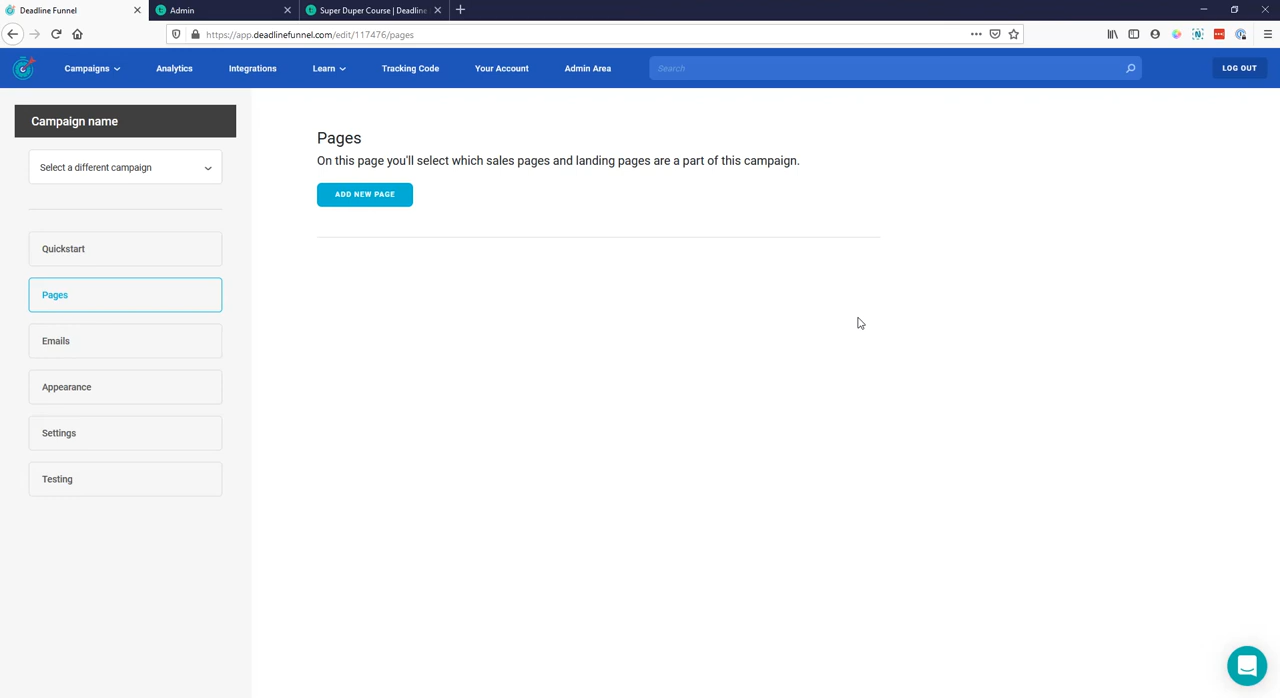 Deadline Funnel
Admin
Super Duper Course | Deadline
https://app.deadlinefunnel.com/edit/117476/pages
Campaigns
Analytics
Integrations
Learn
Tracking Code
Your Account
Admin Area
Search
LOG OUT
Campaign name
Select a different campaign
Quickstart
Pages
Emails
Appearance
Settings
Testing
Pages
On this page you'll select which sales pages and landing pages are a part of this campaign.
ADD NEW PAGE